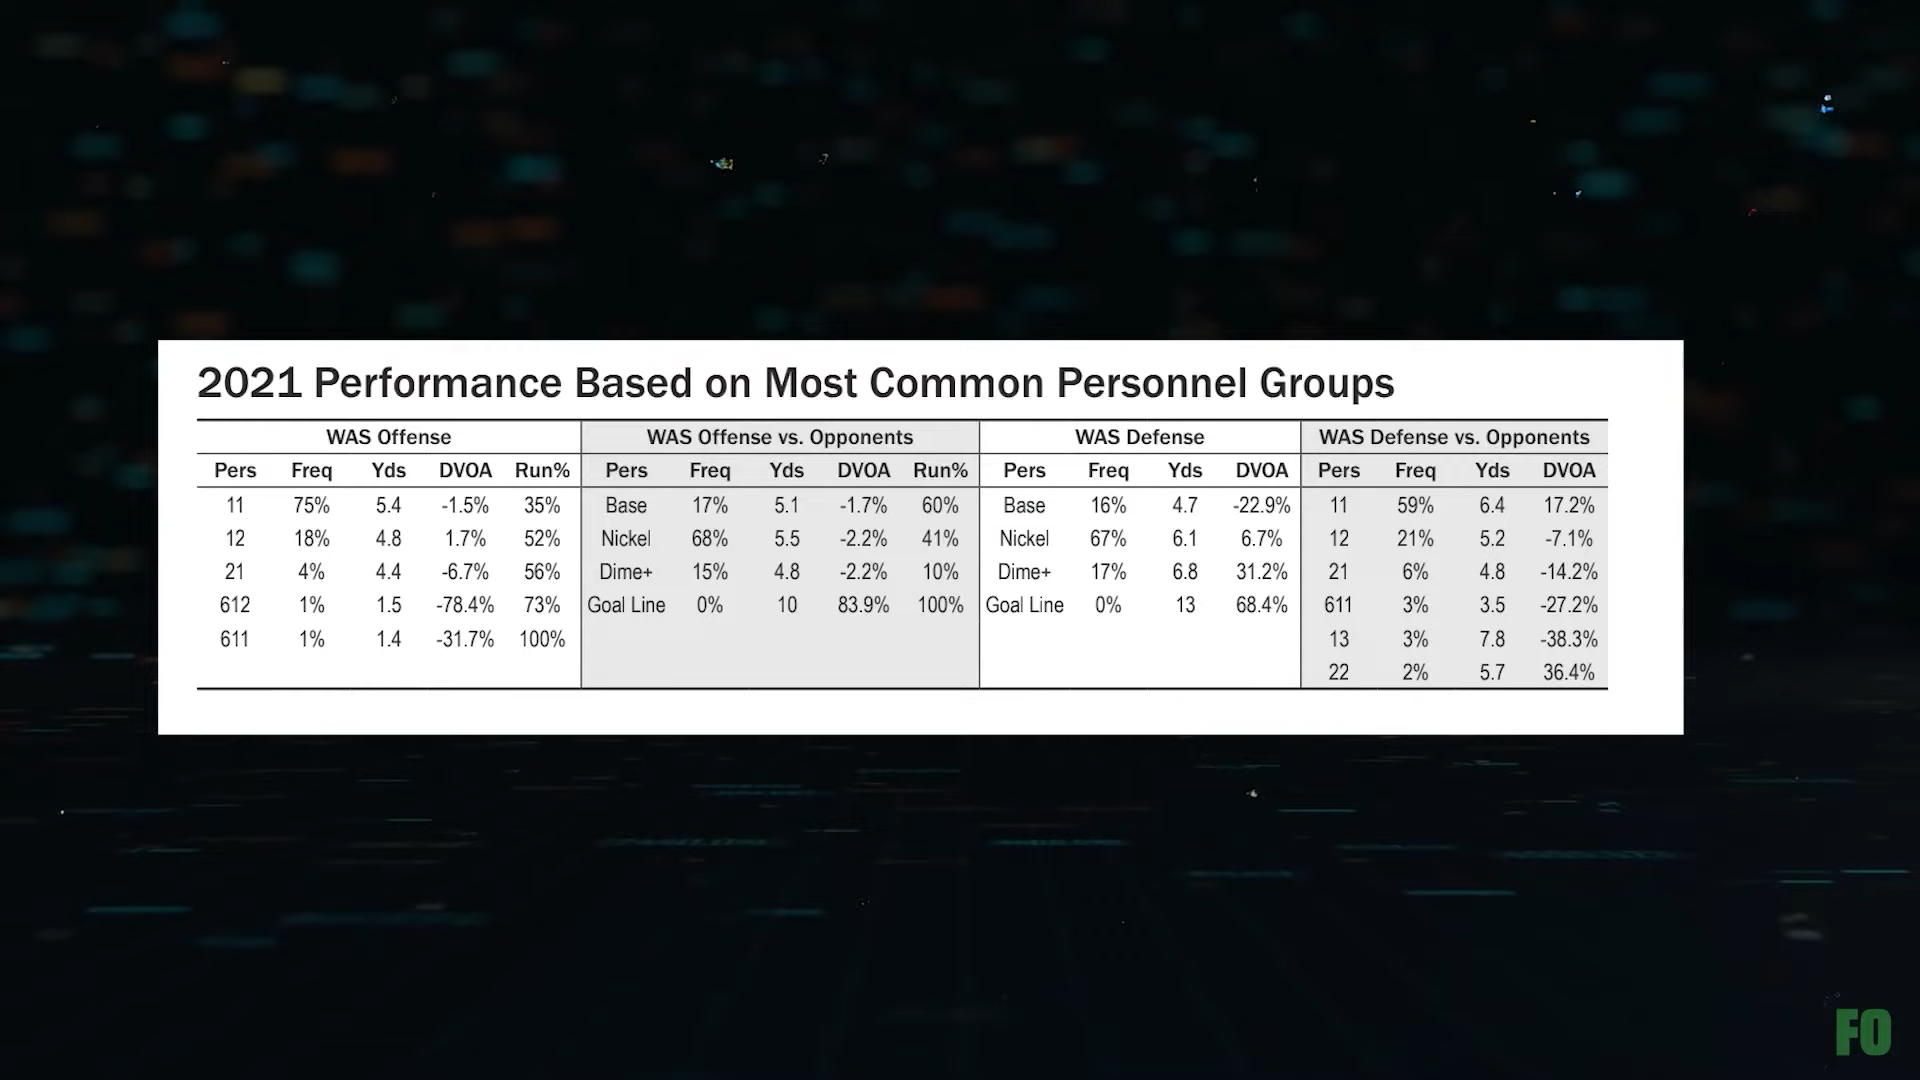 2021 Performance Based on Most Common Personnel Groups
WAS Offense WAS Offense vs. Opponents WAS Defense WAS Defense vs. Opponents
Pers Freq Yds DVOA Run% Pers Freq Yds DVOA Run% Pers Freq Yds DVOA Pers Freq Yds DVOA
11 75% 5.4 -1.5% 35% Base 17% 5.1 -1.7% 60% Base 16% 4.7 -22.9% 11 59% 6.4 17.2%
12 18% 4.8 1.7% 52% Nickel 68% 5.5 -2.2% 41% Nickel 67% 6.1 6.7% 12 21% 5.2 -7.1%
21 4% 4.4 -6.7% 56% Dime+ 15% 4.8 -2.2% 10% Dime+ 17% 6.8 31.2% 21 6% 4.8 -14.2%
612 1% 1.5 -78.4% 73% Goal Line 0% 10 83.9% 100% Goal Line 0% 13 68.4% 611 3% 3.5 -27.2%
611 1% 1.4 -31.7% 100% 13 3% 7.8 -38.3%
22 2% 5.7 36.4%
FO